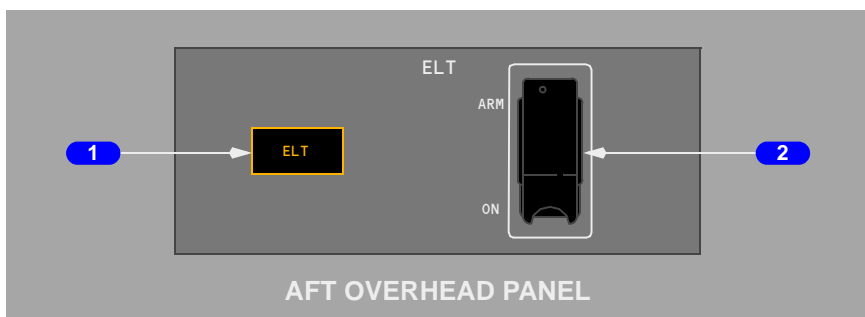 ELT
ARM
1
ELT
2
ON
AFT OVERHEAD PANEL